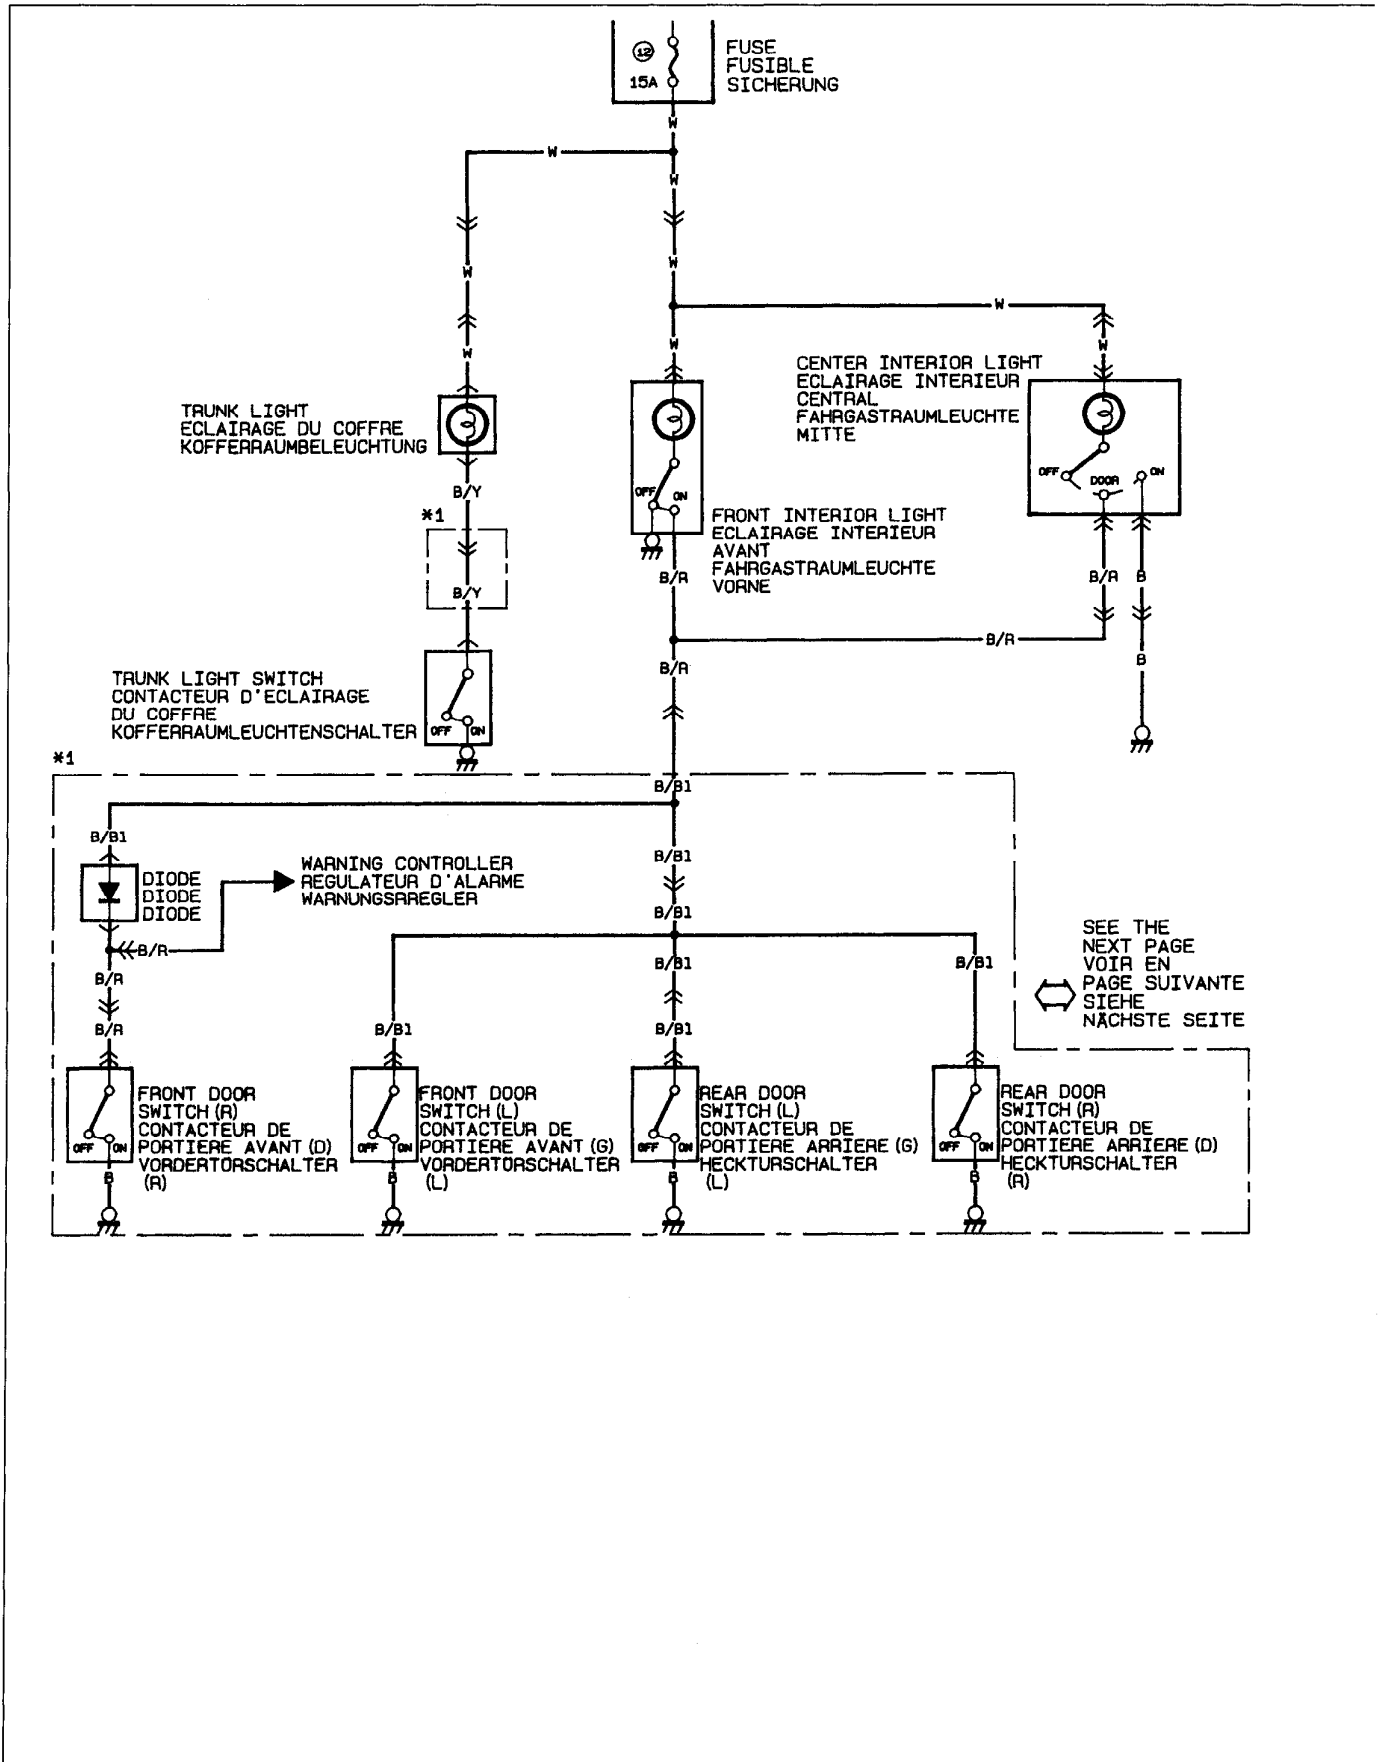 12
15A
FUSE
FUSIBLE
SICHERUNG
W
W
W
W
W
W
W
W
W
W
TRUNK LIGHT
ECLAIRAGE DU COFFRE
KOFFERRAUMBELEUCHTUNG
CENTER INTERIOR LIGHT
ECLAIRAGE INTERIEUR
CENTRAL
FAHRGASTRAUMLEUCHTE
MITTE
OFF
DOOR
ON
OFF
ON
FRONT INTERIOR LIGHT
ECLAIRAGE INTERIEUR
AVANT
FAHRGASTRAUMLEUCHTE
VORNE
B/Y
*1
B/Y
B/R
B/R
B
B/R
B/R
B
TRUNK LIGHT SWITCH
CONTACTEUR D'ECLAIRAGE
DU COFFRE
KOFFERRAUMLEUCHTENSCHALTER
OFF
ON
*1
B/Bl
B/Bl
B/Bl
DIODE
DIODE
DIODE
WARNING CONTROLLER
REGULATEUR D'ALARME
WARNUNGSRREGLER
B/Bl
B/R
B/R
B/Bl
B/Bl
SEE THE
NEXT PAGE
VOIR EN
PAGE SUIVANTE
SIEHE
NÄCHSTE SEITE
B/R
B/Bl
B/Bl
OFF
ON
FRONT DOOR
SWITCH(R)
CONTACTEUR DE
PORTIERE AVANT(D)
VORDERTÖRSCHALTER
(R)
B
OFF
ON
FRONT DOOR
SWITCH(L)
CONTACTEUR DE
PORTIERE AVANT(G)
VORDERTÖRSCHALTER
(L)
B
OFF
ON
REAR DOOR
SWITCH(L)
CONTACTEUR DE
PORTIERE ARRIERE(G)
HECKTURSCHALTER
(L)
B
OFF
ON
REAR DOOR
SWITCH(R)
CONTACTEUR DE
PORTIERE ARRIERE(D)
HECKTURSCHALTER
(R)
B